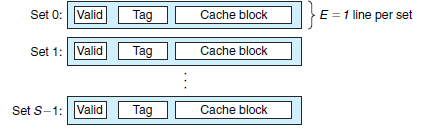 Set 0: Valid Tag Cache block E = 1 line per set
Set 1: Valid Tag Cache block
Set S−1: Valid Tag Cache block